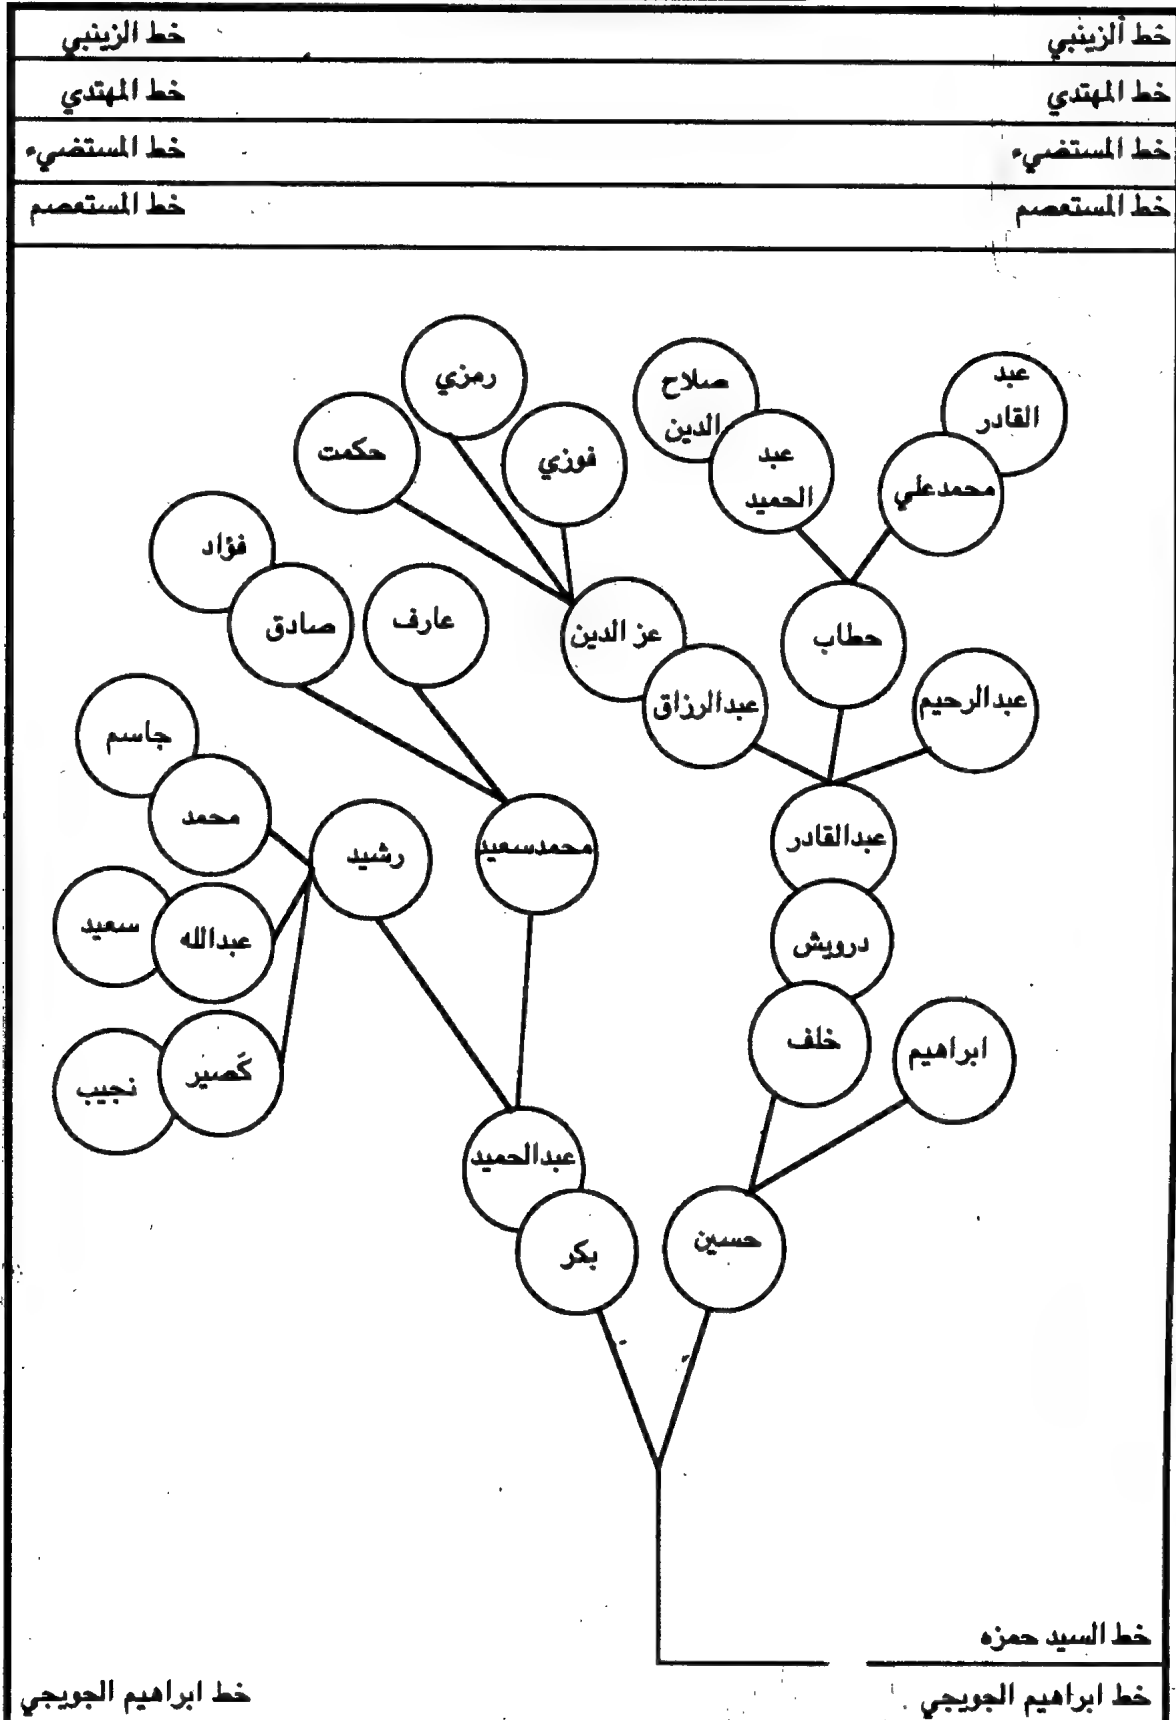 خط ألزينبي خط الزينبي
خط المهتدي خط المهتدي
خط المستضيء خط المستضيء
خط المستعصم خط المستعصم
عبد
القادر
محمدعلي
صلاح
الدين
عبد
الحميد
رمزي
فوزي
حكمت
حطاب
عبدالرحيم
عز الدين
عبدالرزاق
عارف
صادق
فؤاد
عبدالقادر
درويش
خلف
ابراهيم
محمدسعيد
رشيد
جاسم
محمد
عبدالله
سعيد
كَصير
نجيب
عبدالحميد
بكر
حسين
خط السيد حمزه
خط ابراهيم الجويجي خط ابراهيم الجويجي